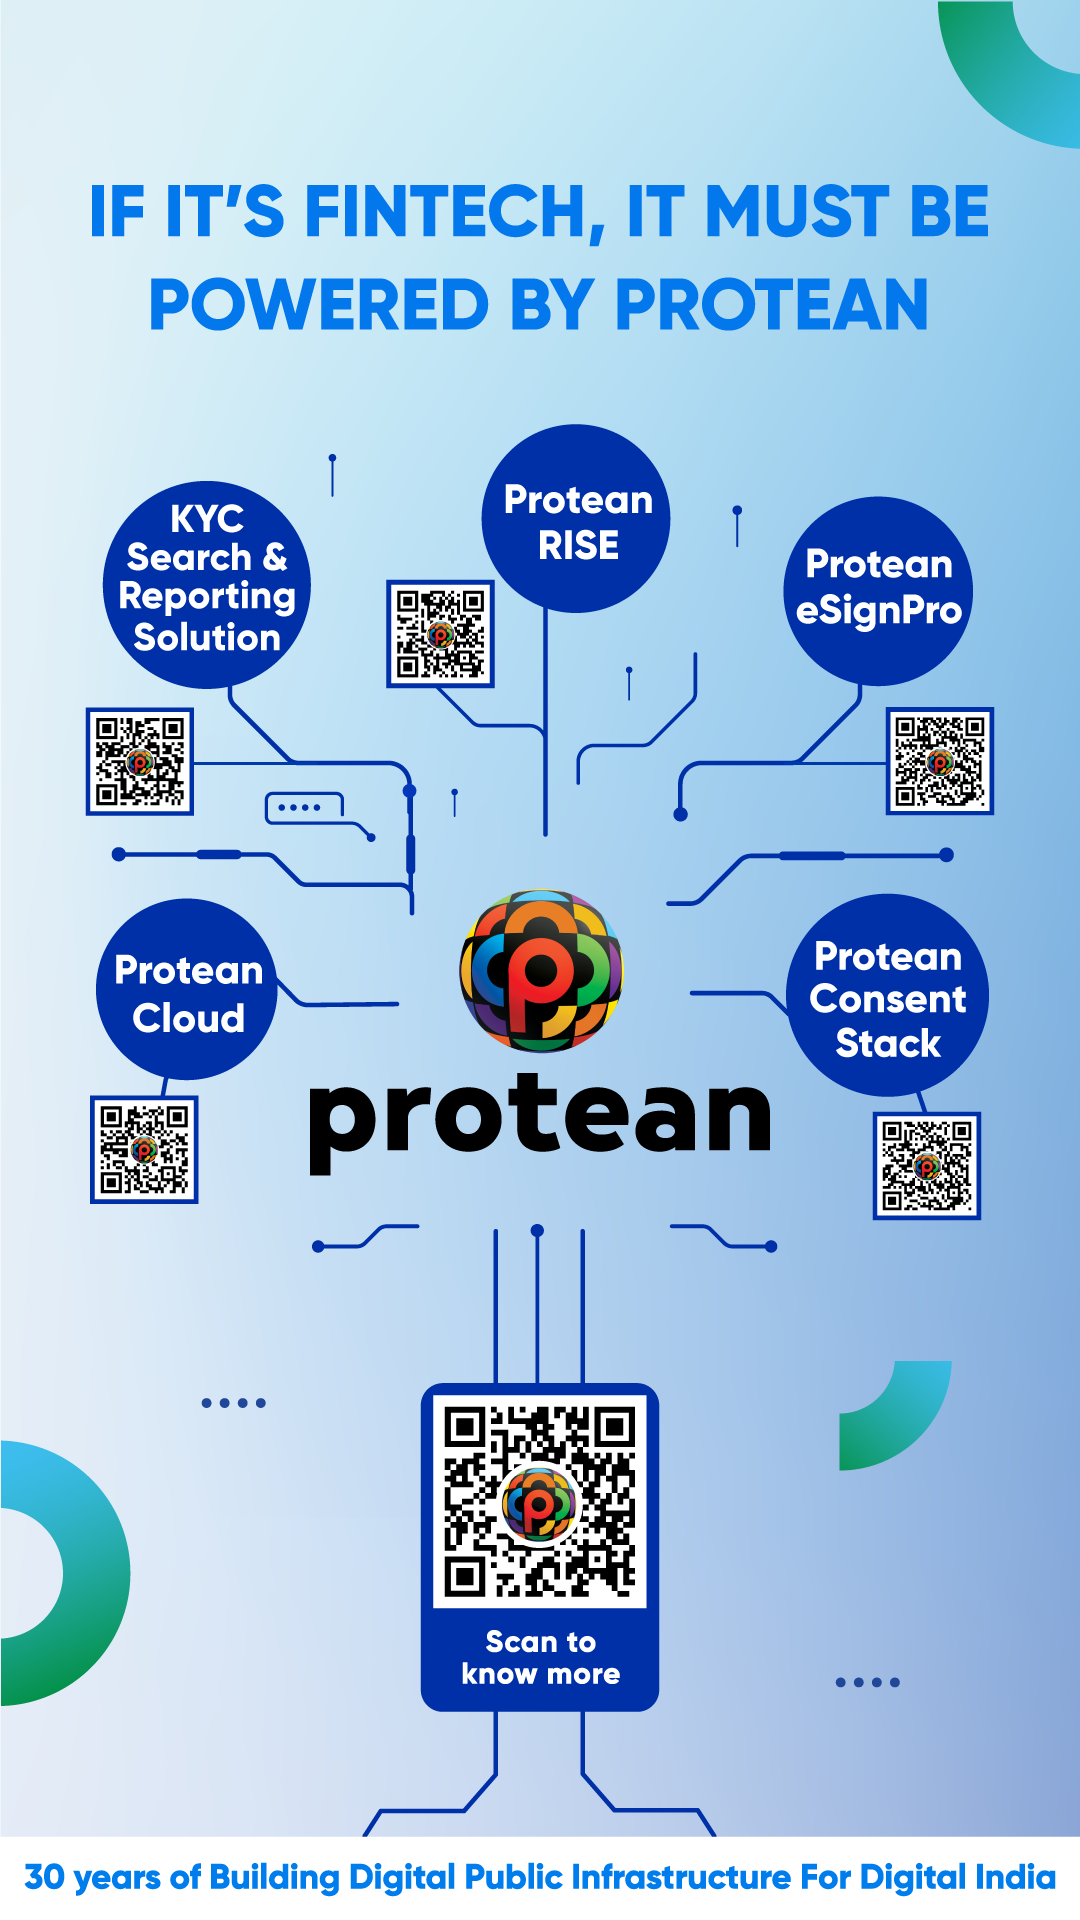 IF IT'S FINTECH, IT MUST BE
POWERED BY PROTEAN
KYC
Search &
Reporting
Solution
Protean
RISE
Protean
eSignPro
Protean
Cloud
Protean
Consent
Stack
p
protean
Scan to
know more
30 years of Building Digital Public Infrastructure For Digital India